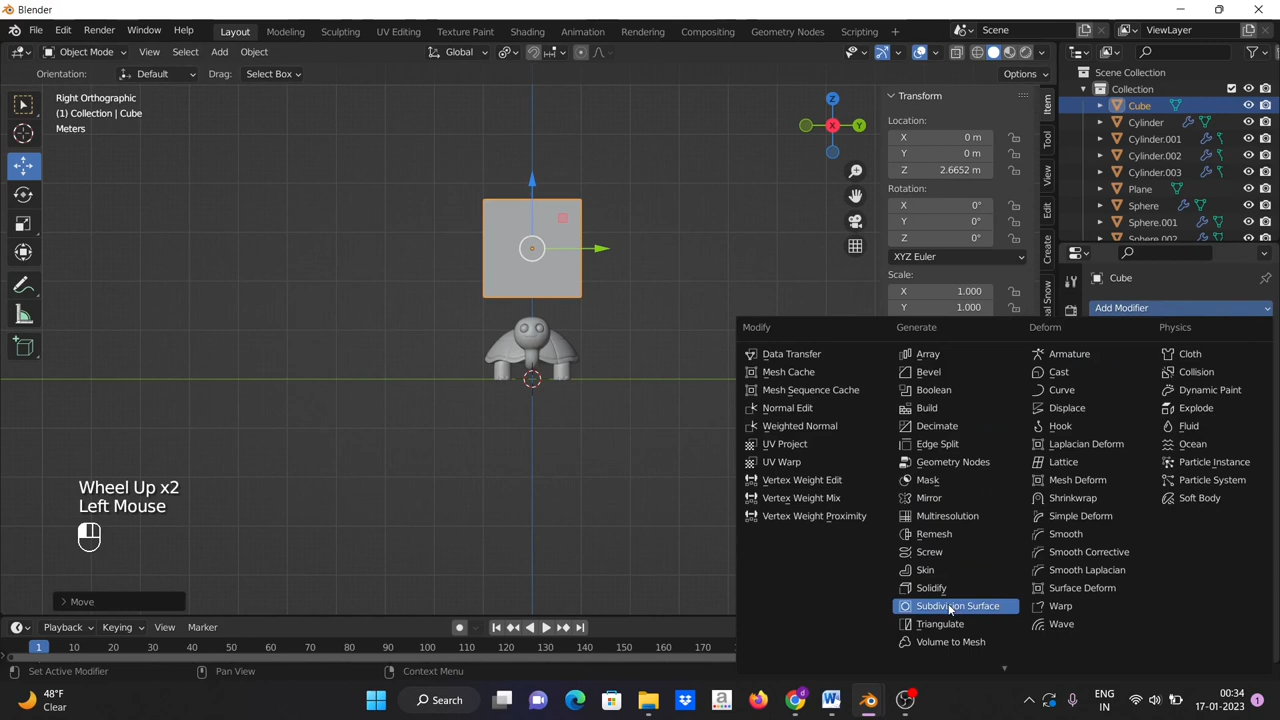 Blender
File Edit Render Window Help Layout Modeling Sculpting UV Editing Texture Paint Shading Animation Rendering Compositing Geometry Nodes Scripting + Scene ViewLayer
Object Mode View Select Add Object Global
Orientation: Default Drag: Select Box Options
Right Orthographic
(1) Collection | Cube
Meters
Z
X
Y
Transform
Location:
X 0 m
Y 0 m
Z 2.6652 m
Rotation:
X 0°
Y 0°
Z 0°
XYZ Euler
Scale:
X 1.000
Y 1.000
Item
Tool
View
Edit
Create
Real Snow
Scene Collection
Collection
Cube
Cylinder
Cylinder.001
Cylinder.002
Cylinder.003
Plane
Sphere
Sphere.001
Sphere.002
Cube
Add Modifier
Modify Generate Deform Physics
Data Transfer Array Armature Cloth
Mesh Cache Bevel Cast Collision
Mesh Sequence Cache Boolean Curve Dynamic Paint
Normal Edit Build Displace Explode
Weighted Normal Decimate Hook Fluid
UV Project Edge Split Laplacian Deform Ocean
UV Warp Geometry Nodes Lattice Particle Instance
Vertex Weight Edit Mask Mesh Deform Particle System
Vertex Weight Mix Mirror Shrinkwrap Soft Body
Vertex Weight Proximity Multiresolution Simple Deform
Remesh Smooth
Screw Smooth Corrective
Skin Smooth Laplacian
Solidify Surface Deform
Subdivision Surface Warp
Triangulate Wave
Volume to Mesh
Wheel Up x2
Left Mouse
Move
Playback Keying View Marker
1 10 20 30 40 50 60 70 80 90 100 110 120 130 140 150 160 170
Set Active Modifier Pan View Context Menu
48°F
Clear
Search
ENG
IN
00:34
17-01-2023
1